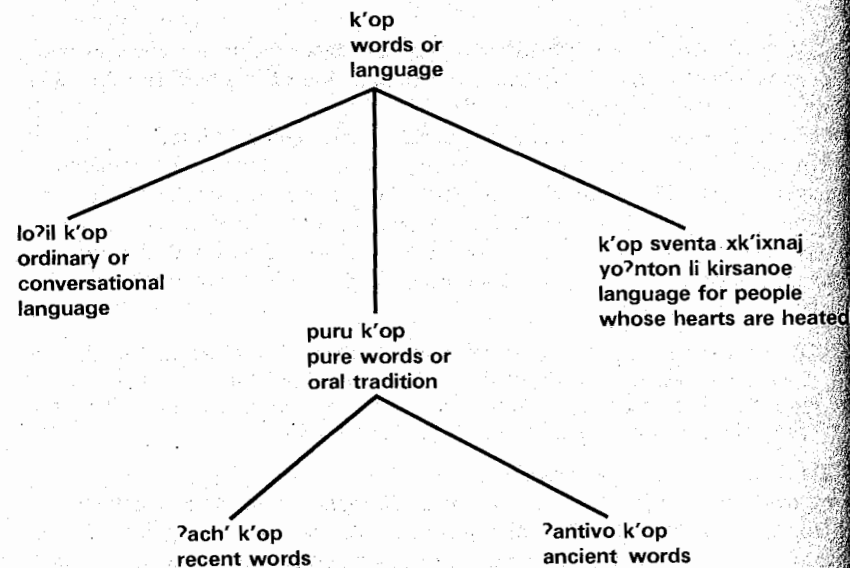 k'op
words or
language
lo?il k'op
ordinary or
conversational
language
k'op sventa xk'ixnaj
yo?nton li kirsanoe
language for people
whose hearts are heated
puru k'op
pure words or
oral tradition
?ach' k'op
recent words
?antivo k'op
ancient words